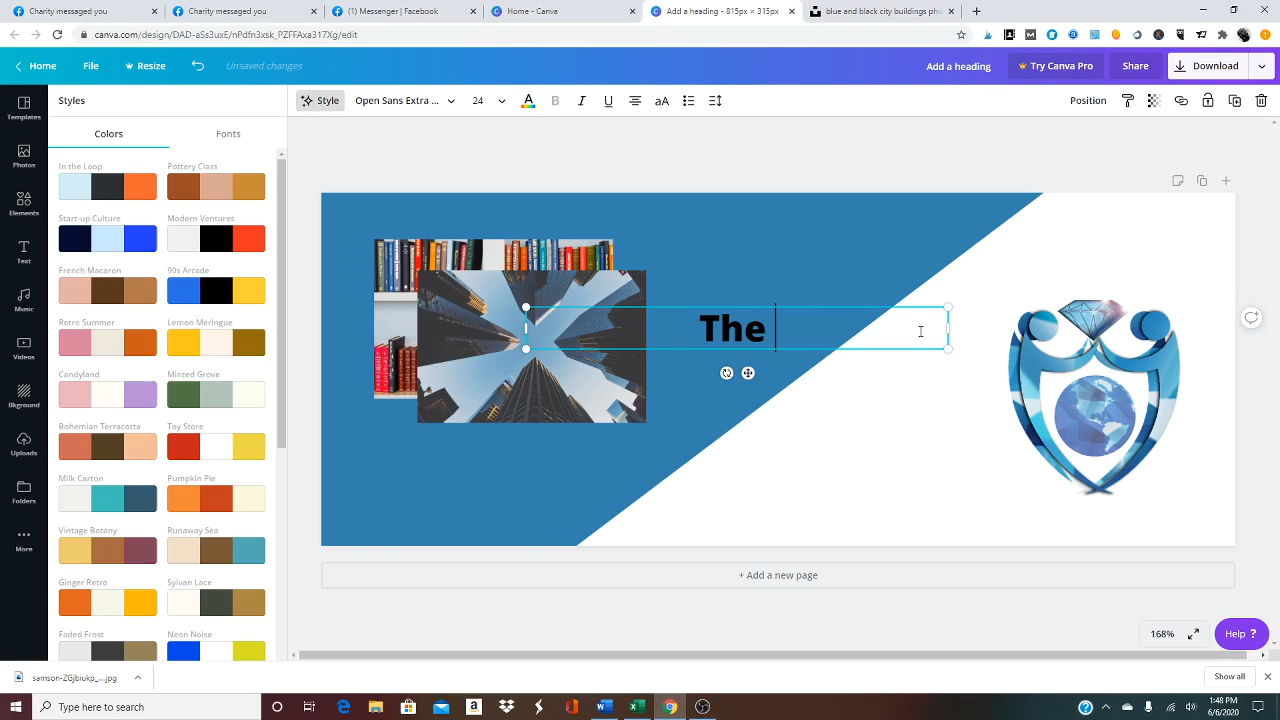 Charity messaged you
Charity messaged you
(1) Messenger | Facebook
Home - Canva
Add a heading - 815px × 315px
blue and black city buildings ph
canva.com/design/DAD-aSs3uxE/nPdfn3xsk_PZFFAxa317Xg/edit
Home
File
Resize
Unsaved changes
Add a heading
Try Canva Pro
Share
Download
Styles
Style
Open Sans Extra ...
24
B
I
U
aA
Position
Templates
Photos
Elements
Text
Music
Videos
Bkground
Uploads
Folders
More
Colors
Fonts
In the Loop
Pottery Class
Start-up Culture
Modern Ventures
French Macaron
90s Arcade
Retro Summer
Lemon Meringue
Candyland
Minted Grove
Bohemian Terracotta
Toy Store
Milk Carton
Pumpkin Pie
Vintage Botany
Runaway Sea
Ginger Retro
Sylvan Lace
Faded Frost
Neon Noise
The
+ Add a new page
168%
Help ?
samson-ZGjbiukp_-...jpg
Show all
Type here to search
1:48 PM
6/6/2020